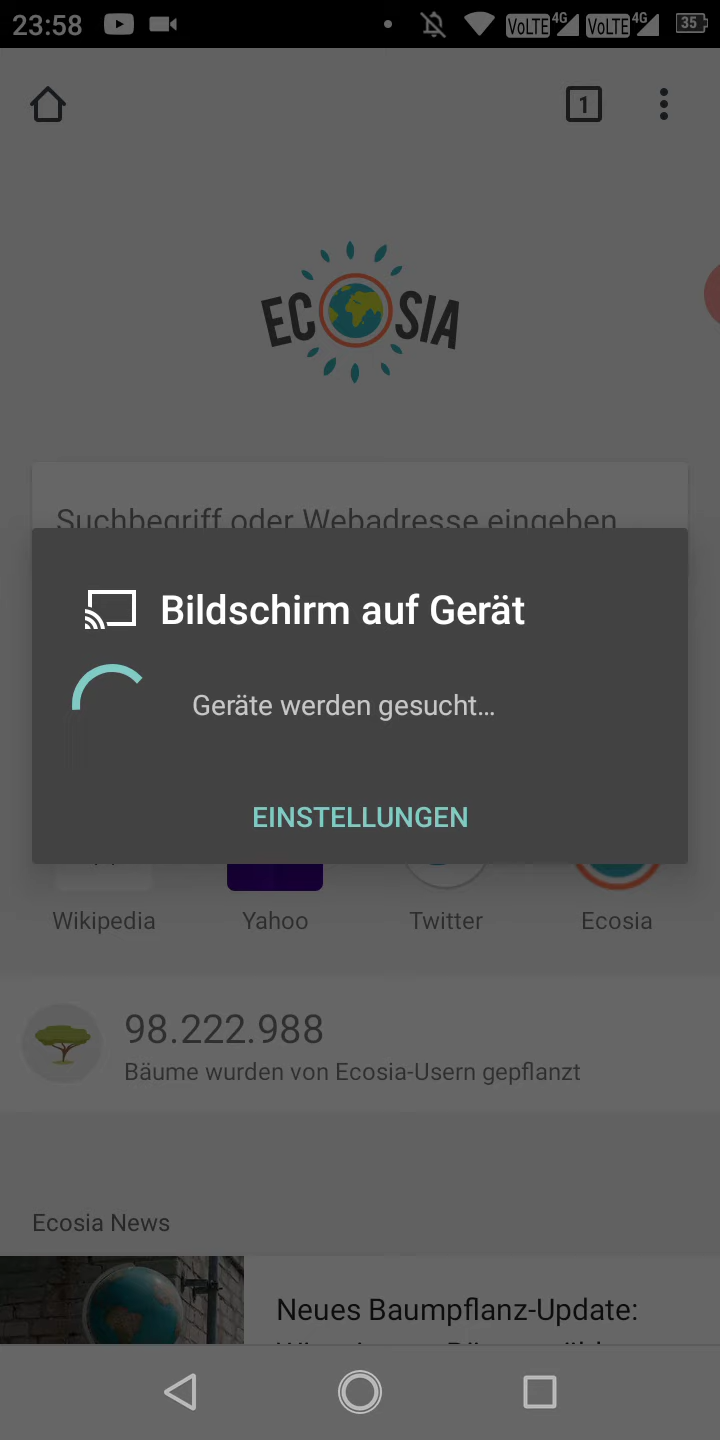 23:58
VoLTE 4G VoLTE 4G 35
1
ECOSIA
Suchbegriff oder Webadresse eingeben
Bildschirm auf Gerät
Geräte werden gesucht…
EINSTELLUNGEN
Wikipedia Yahoo Twitter Ecosia
98.222.988
Bäume wurden von Ecosia-Usern gepflanzt
Ecosia News
Neues Baumpflanz-Update: